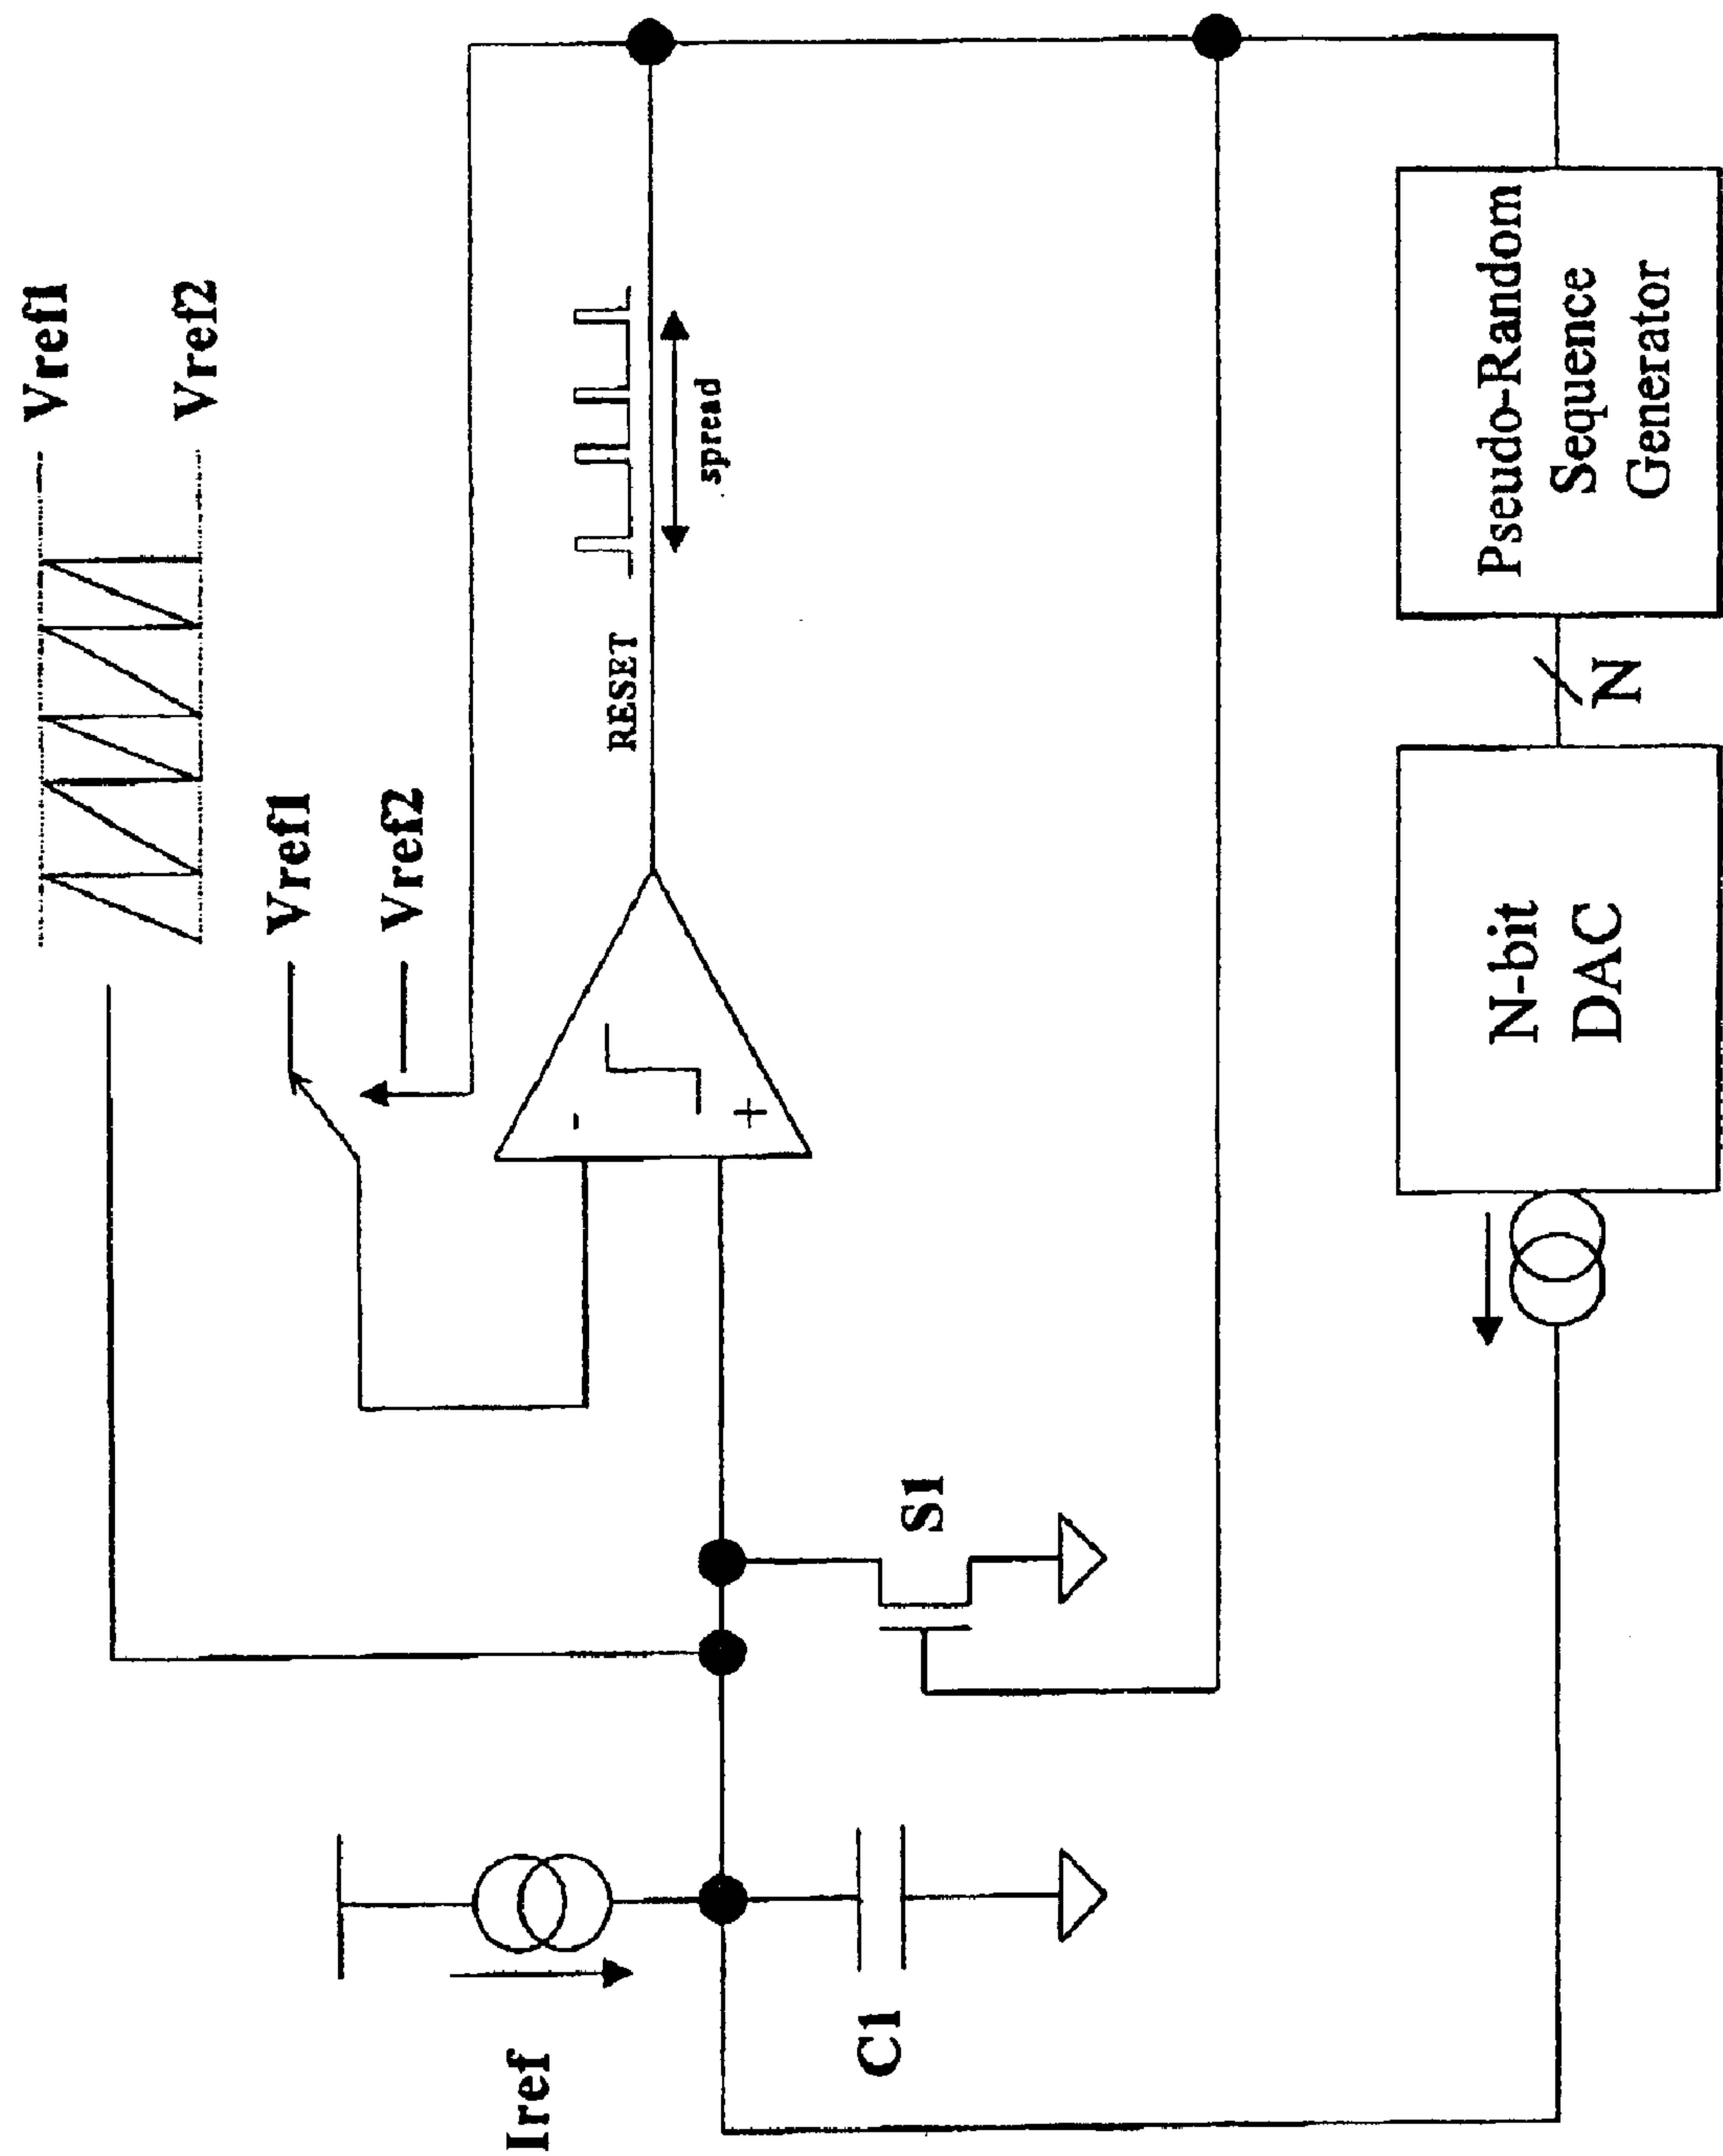 Vref1
Vref2
Vref1
Vref2
Iref
-
+
RESET
spread
C1
S1
N-bit
DAC
N
Pseudo-Random
Sequence
Generator